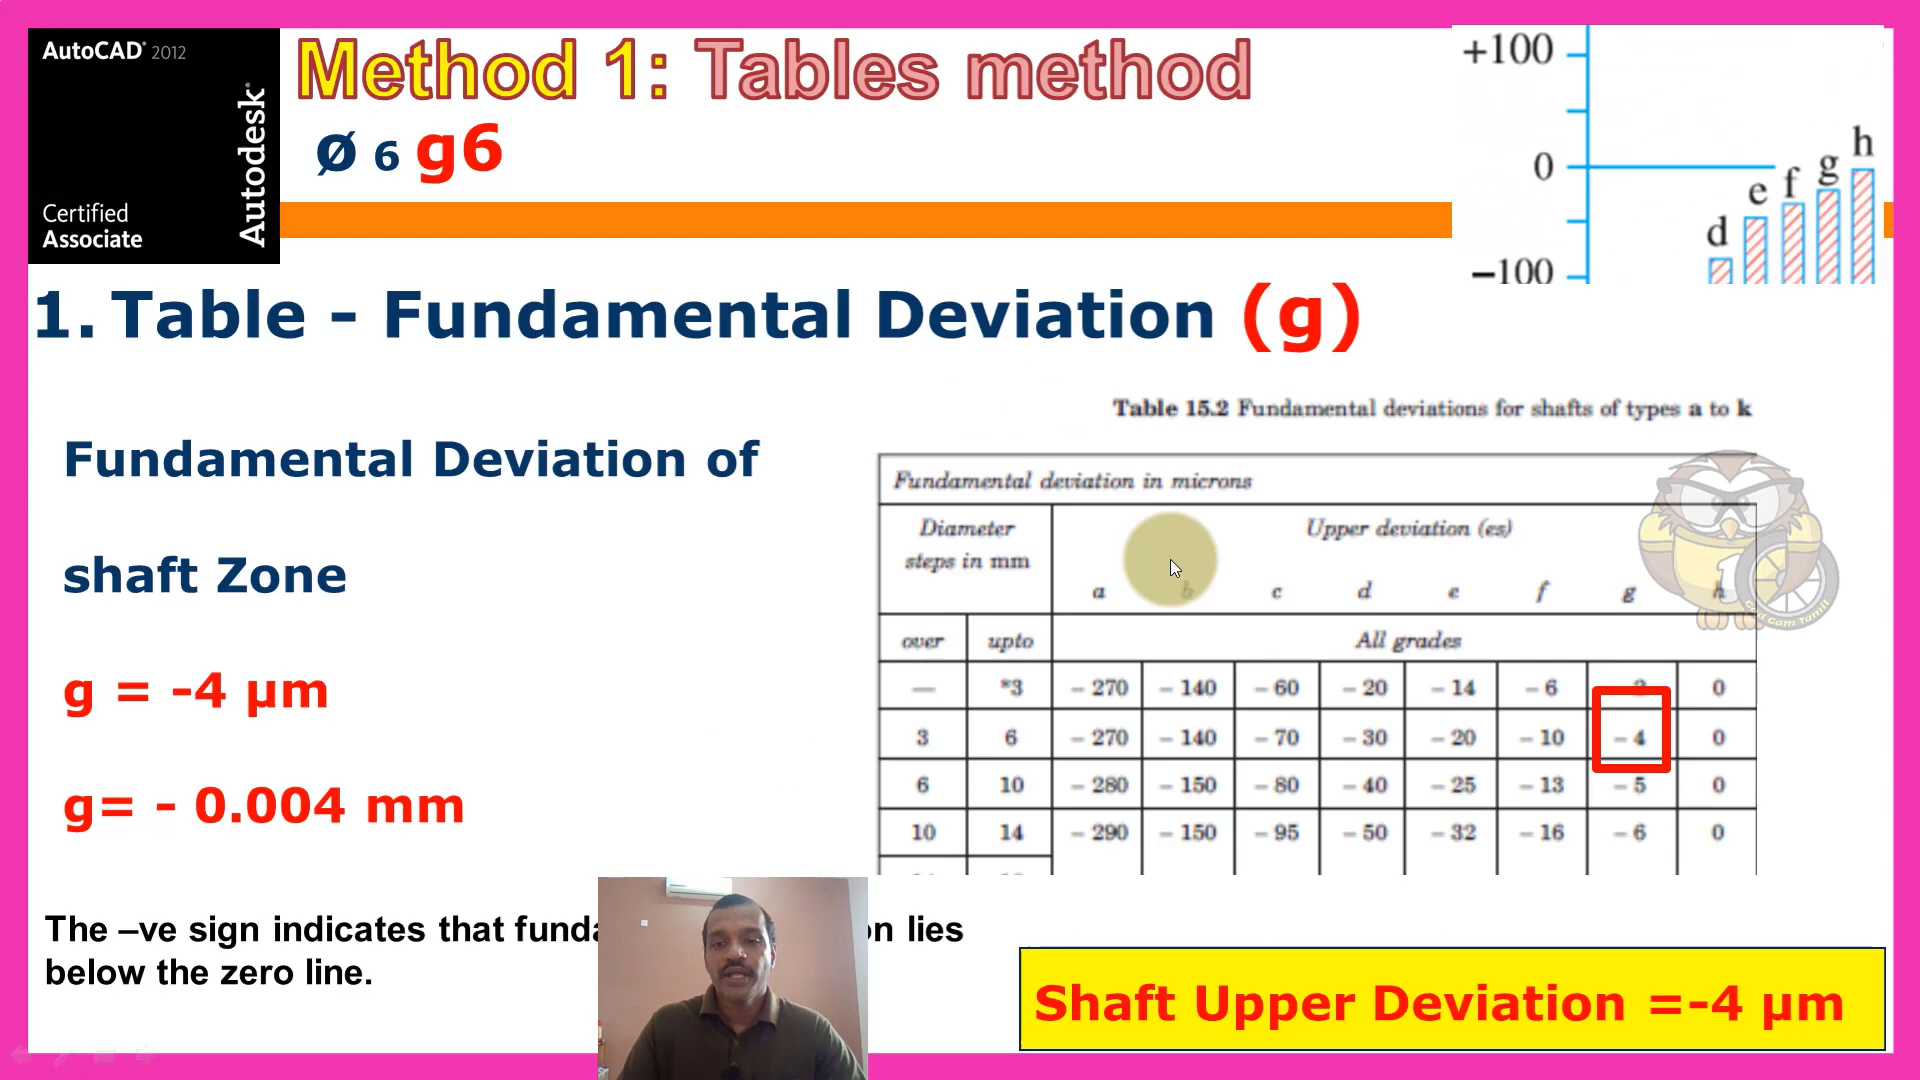 AutoCAD® 2012
Autodesk®
Certified
Associate
Method 1: Tables method
Ø 6 g6
+100
0
–100
d e f g h
1. Table - Fundamental Deviation (g)
Fundamental Deviation of
shaft Zone
g = -4 µm
g= - 0.004 mm
The –ve sign indicates that lies
below the zero line.
Table 15.2 Fundamental deviations for shafts of types a to k
Fundamental deviation in microns
Diameter steps in mm Upper deviation (es)
a b c d e f g h
over upto All grades
— *3 – 270 – 140 – 60 – 20 – 14 – 6 0
3 6 – 270 – 140 – 70 – 30 – 20 – 10 – 4 0
6 10 – 280 – 150 – 80 – 40 – 25 – 13 – 5 0
10 14 – 290 – 150 – 95 – 50 – 32 – 16 – 6 0
Shaft Upper Deviation =-4 µm